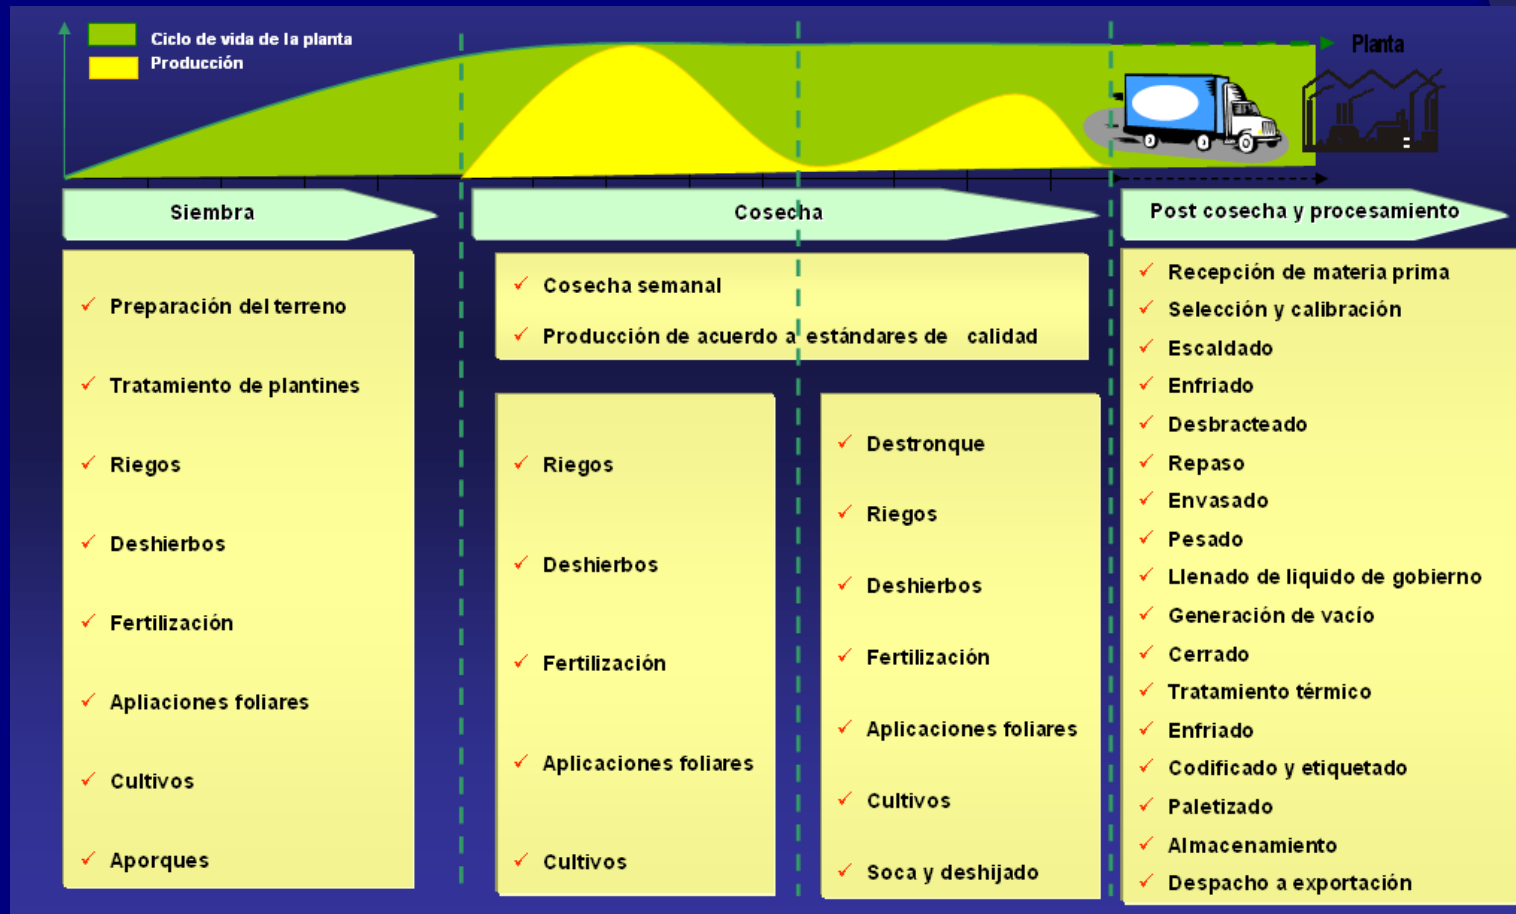 Ciclo de vida de la planta
Producción
Planta
Siembra
Cosecha
Post cosecha y procesamiento
Preparación del terreno
Tratamiento de plantines
Riegos
Deshierbos
Fertilización
Apliaciones foliares
Cultivos
Aporques
Cosecha semanal
Producción de acuerdo a estándares de calidad
Riegos
Deshierbos
Fertilización
Aplicaciones foliares
Cultivos
Destronque
Riegos
Deshierbos
Fertilización
Aplicaciones foliares
Cultivos
Soca y deshijado
Recepción de materia prima
Selección y calibración
Escaldado
Enfriado
Desbracteado
Repaso
Envasado
Pesado
Llenado de liquido de gobierno
Generación de vacío
Cerrado
Tratamiento térmico
Enfriado
Codificado y etiquetado
Paletizado
Almacenamiento
Despacho a exportación